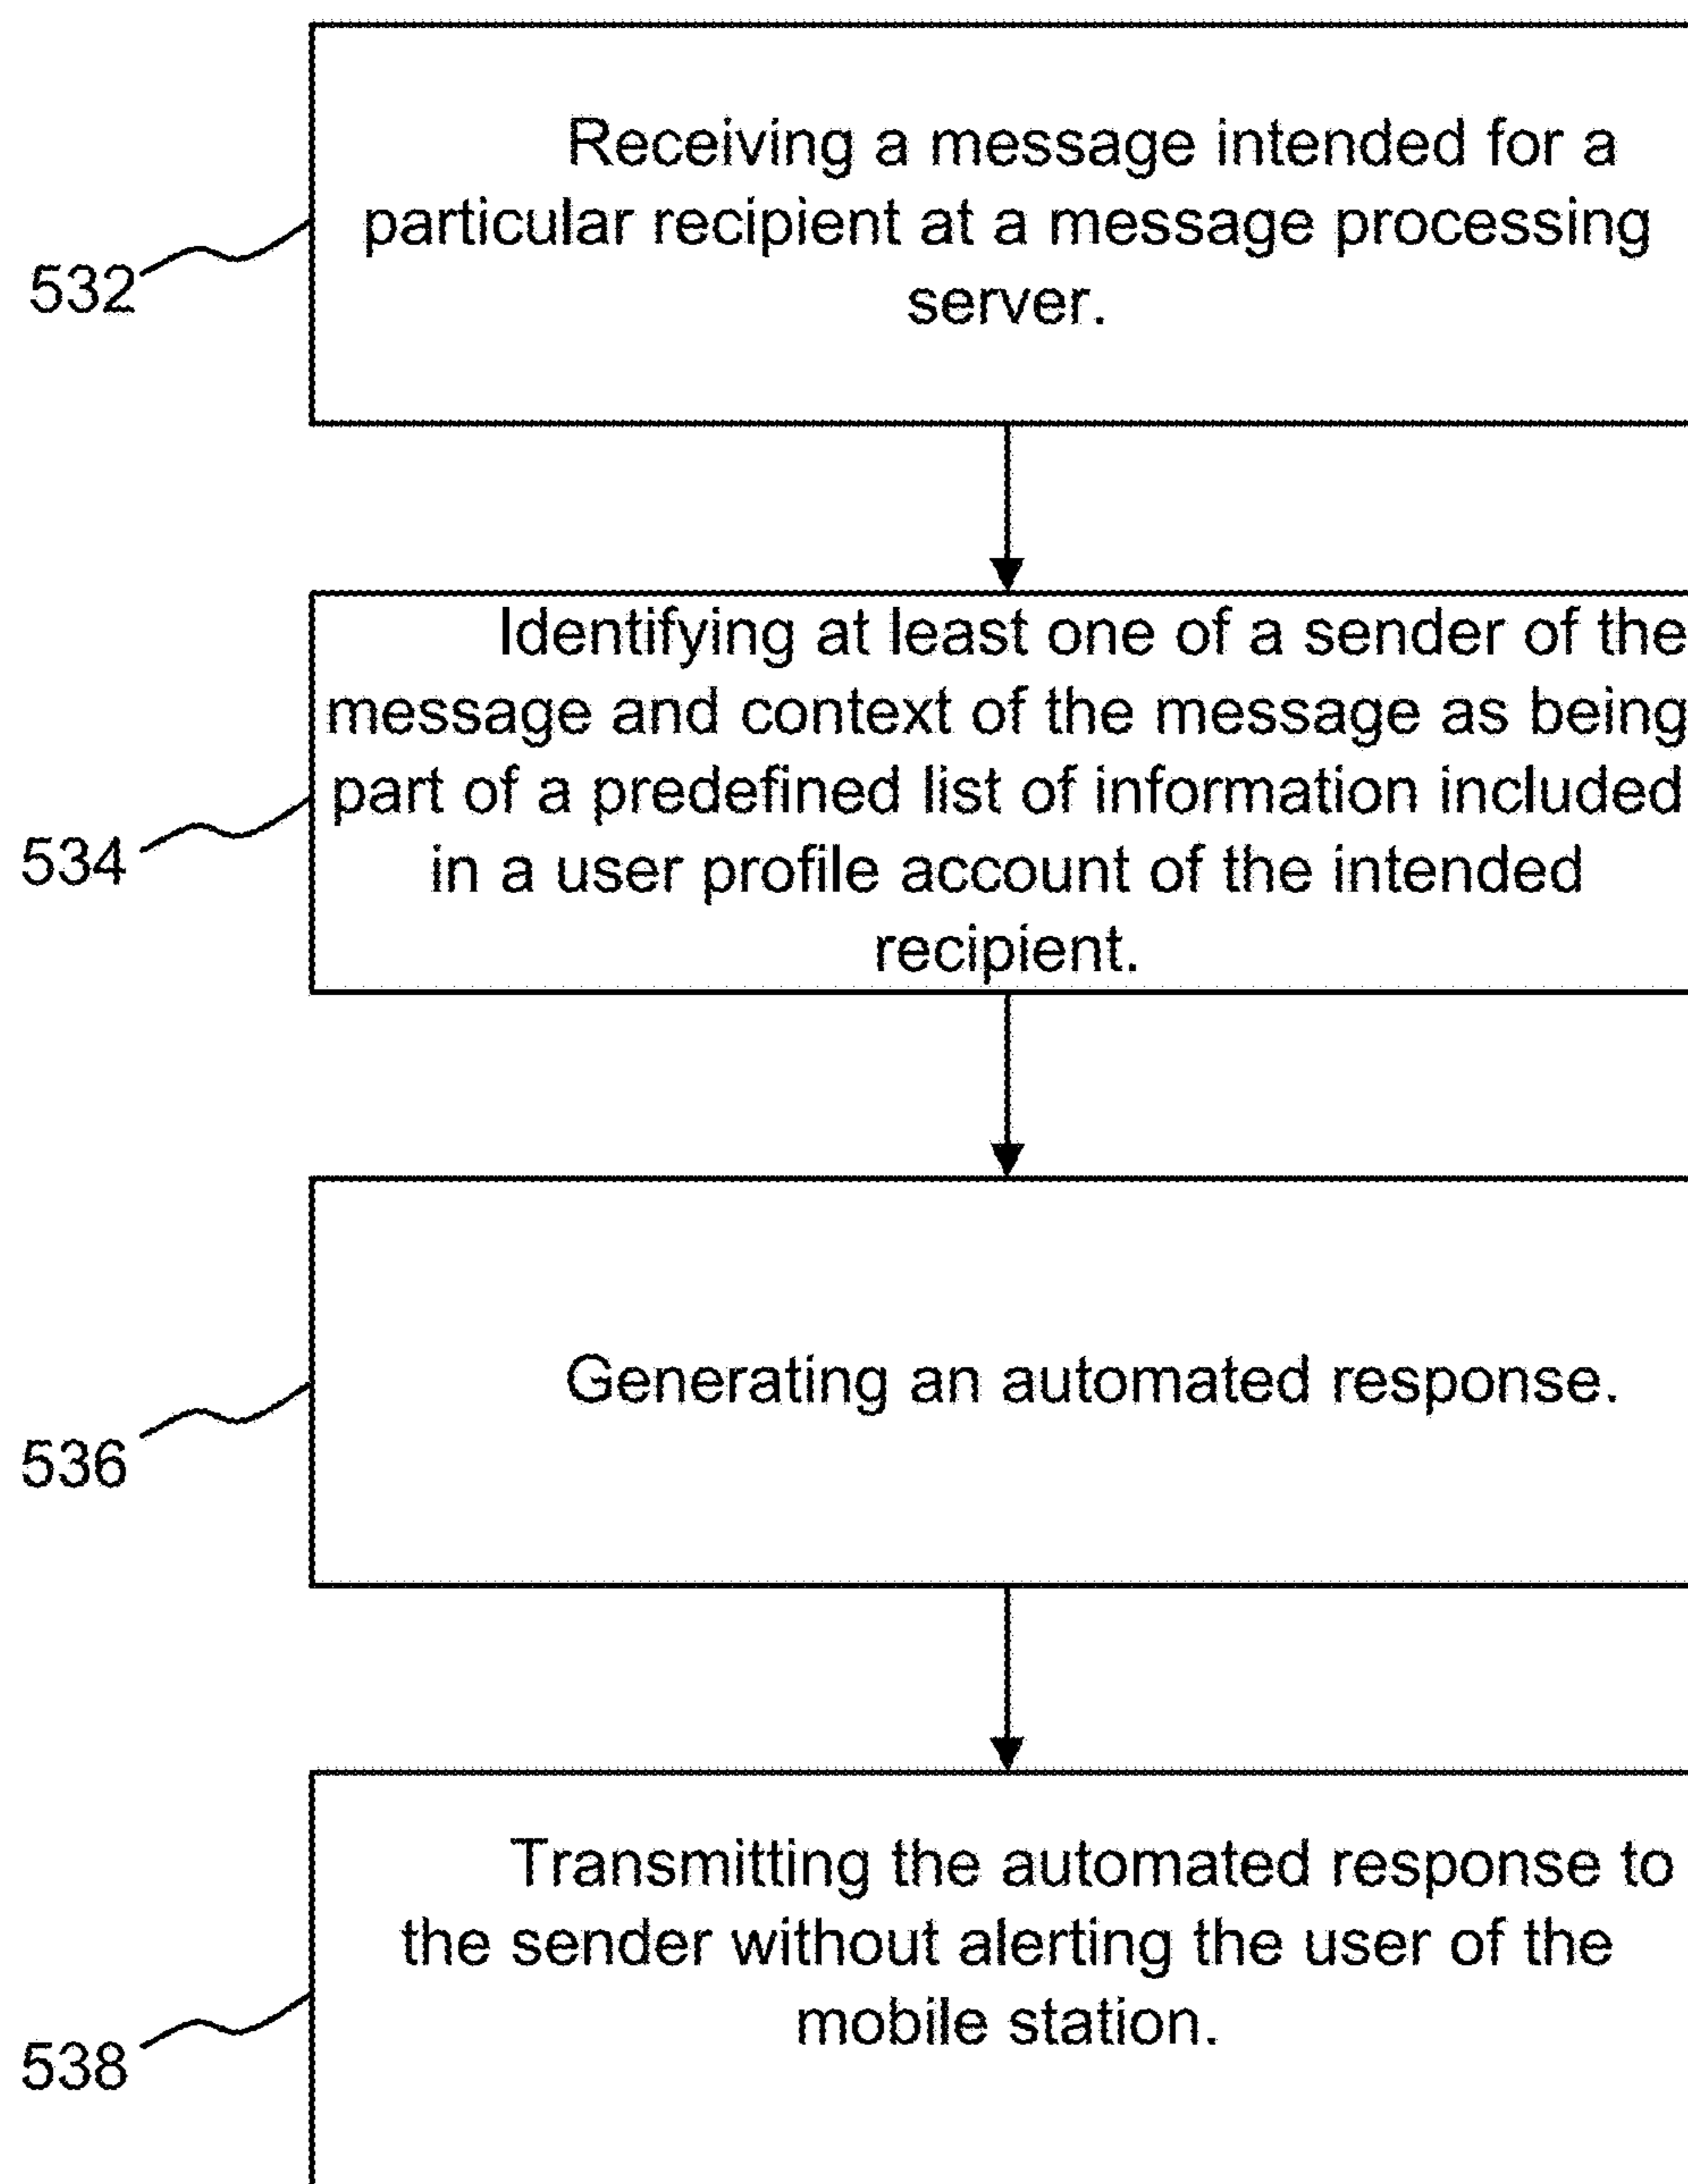 Receiving a message intended for a
particular recipient at a message processing
server.
532
Identifying at least one of a sender of the
message and context of the message as being
part of a predefined list of information included
in a user profile account of the intended
recipient.
534
Generating an automated response.
536
Transmitting the automated response to
the sender without alerting the user of the
mobile station.
538